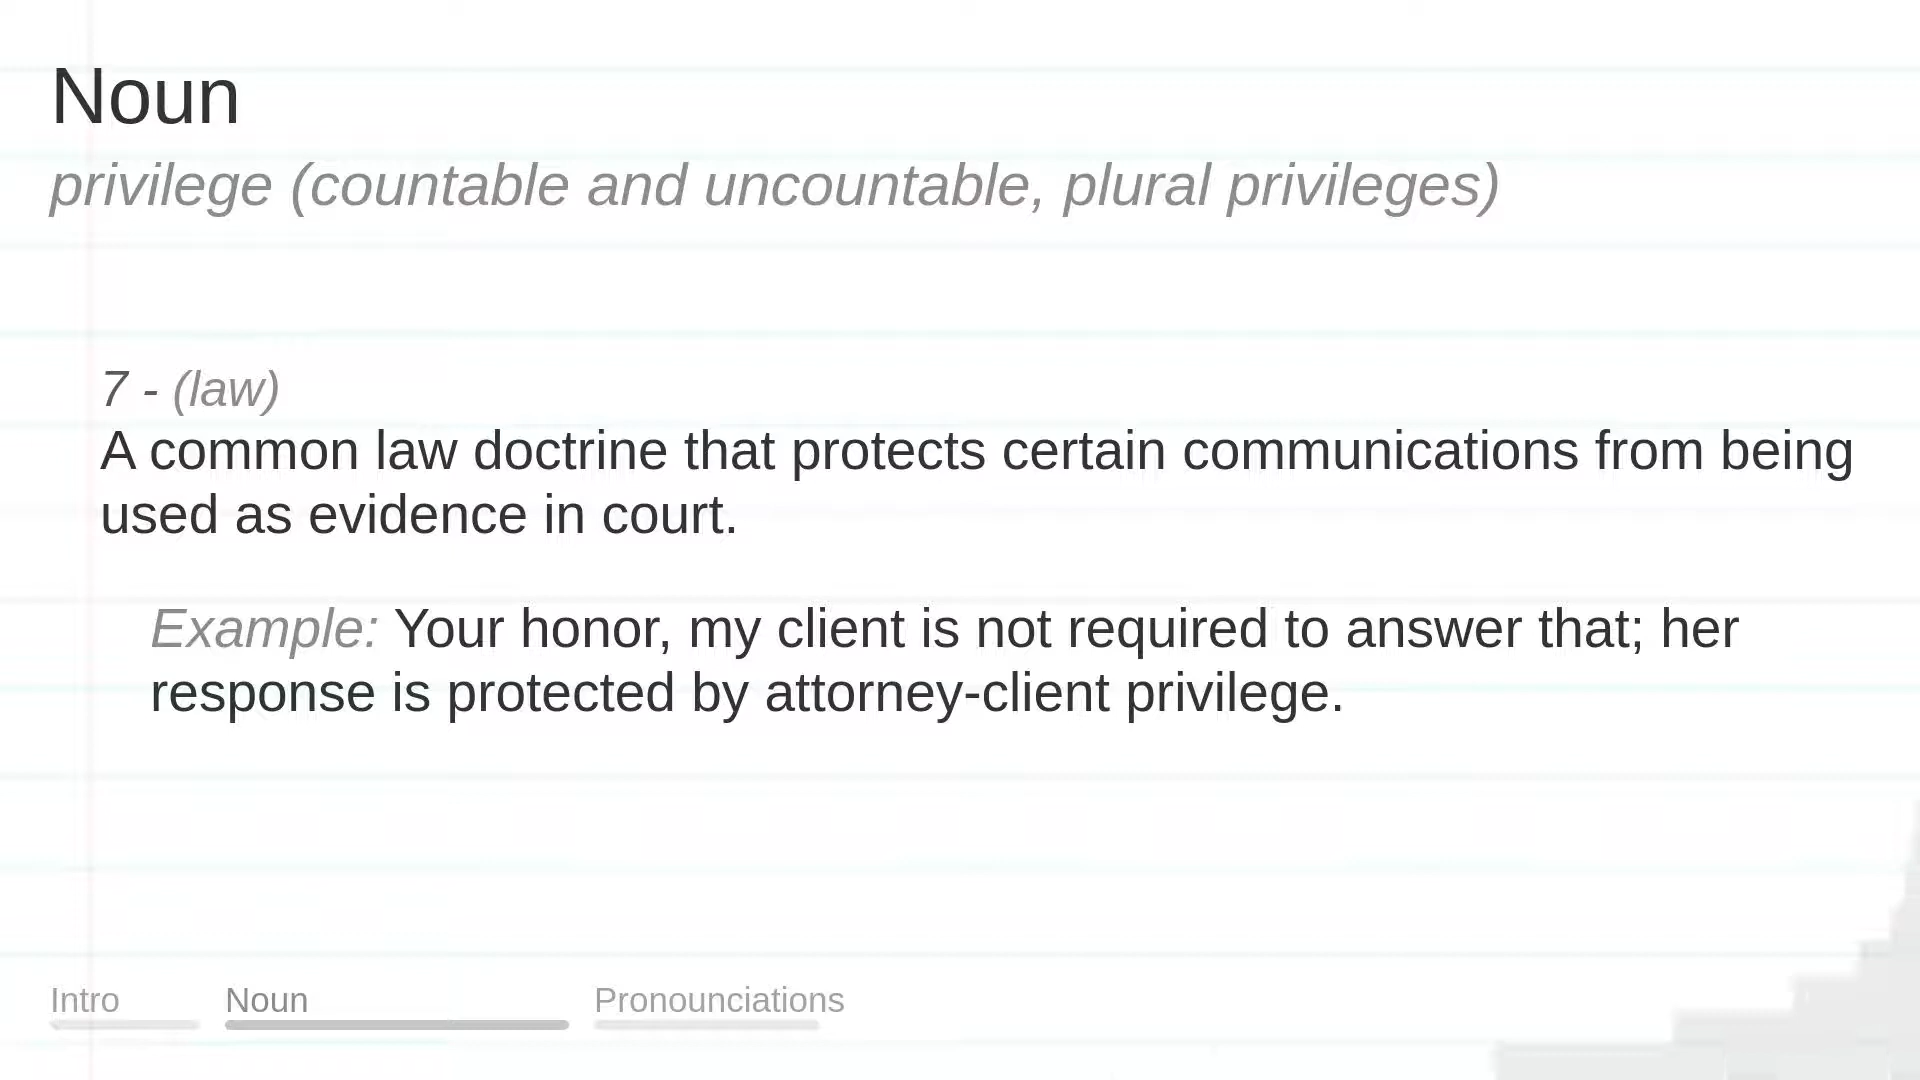 Noun
privilege (countable and uncountable, plural privileges)
7 - (law)
A common law doctrine that protects certain communications from being
used as evidence in court.
Example: Your honor, my client is not required to answer that; her
response is protected by attorney-client privilege.
Intro
Noun
Pronounciations